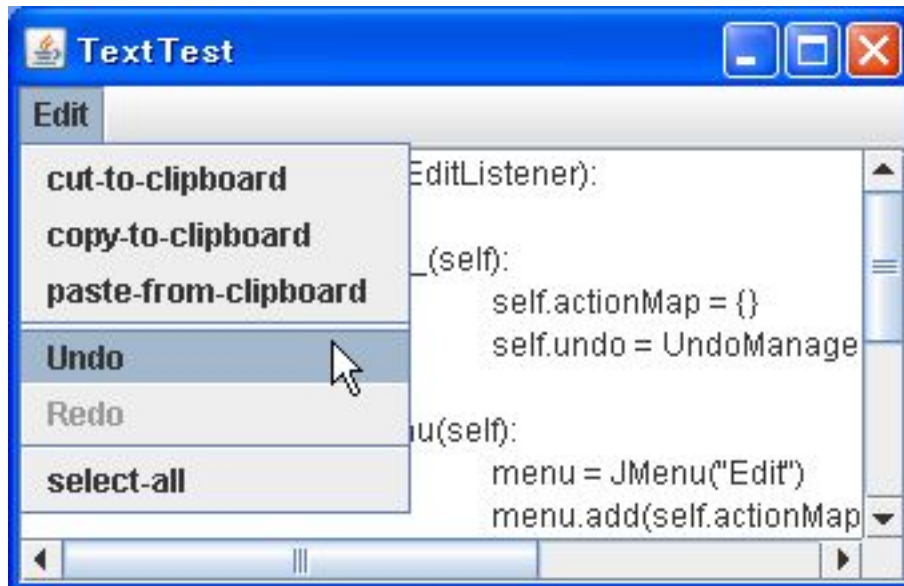 TextTest
Edit
cut-to-clipboard
copy-to-clipboard
paste-from-clipboard
Undo
Redo
select-all
EditListener):
_(self):
self.actionMap = {}
self.undo = UndoManage
nu(self):
menu = JMenu("Edit")
menu.add(self.actionMap